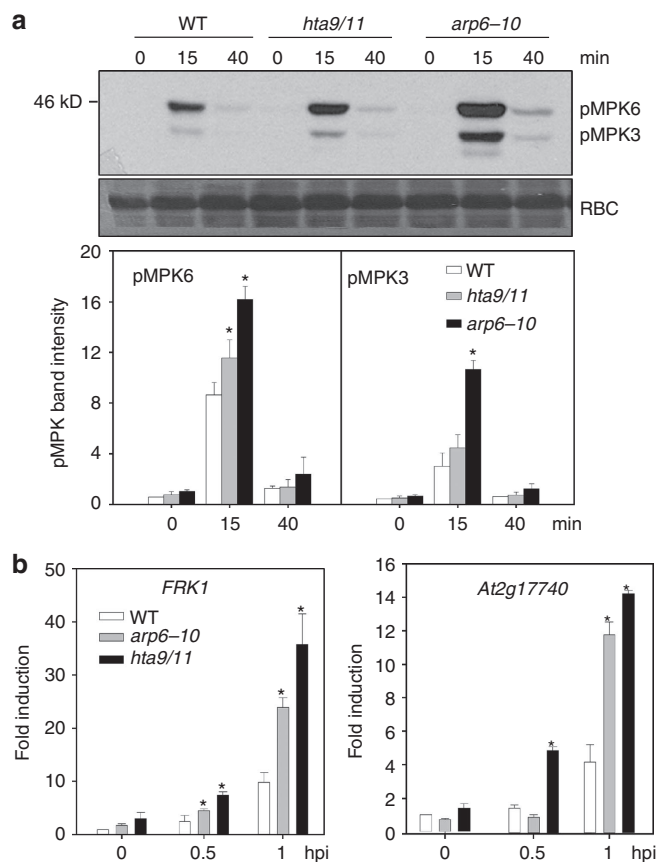 a
WT hta9/11 arp6–10
0 15 40 0 15 40 0 15 40 min
46 kD
pMPK6
pMPK3
RBC
pMPK band intensity
20
16
12
8
4
0
pMPK6
* *
pMPK3
*
WT
hta9/11
arp6–10
0 15 40 0 15 40 min
b
Fold induction
50
40
30
20
10
0
FRK1
WT
arp6–10
hta9/11
* * * *
0 0.5 1 hpi
Fold induction
16
14
12
10
8
6
4
2
0
At2g17740
* * *
0 0.5 1 hpi